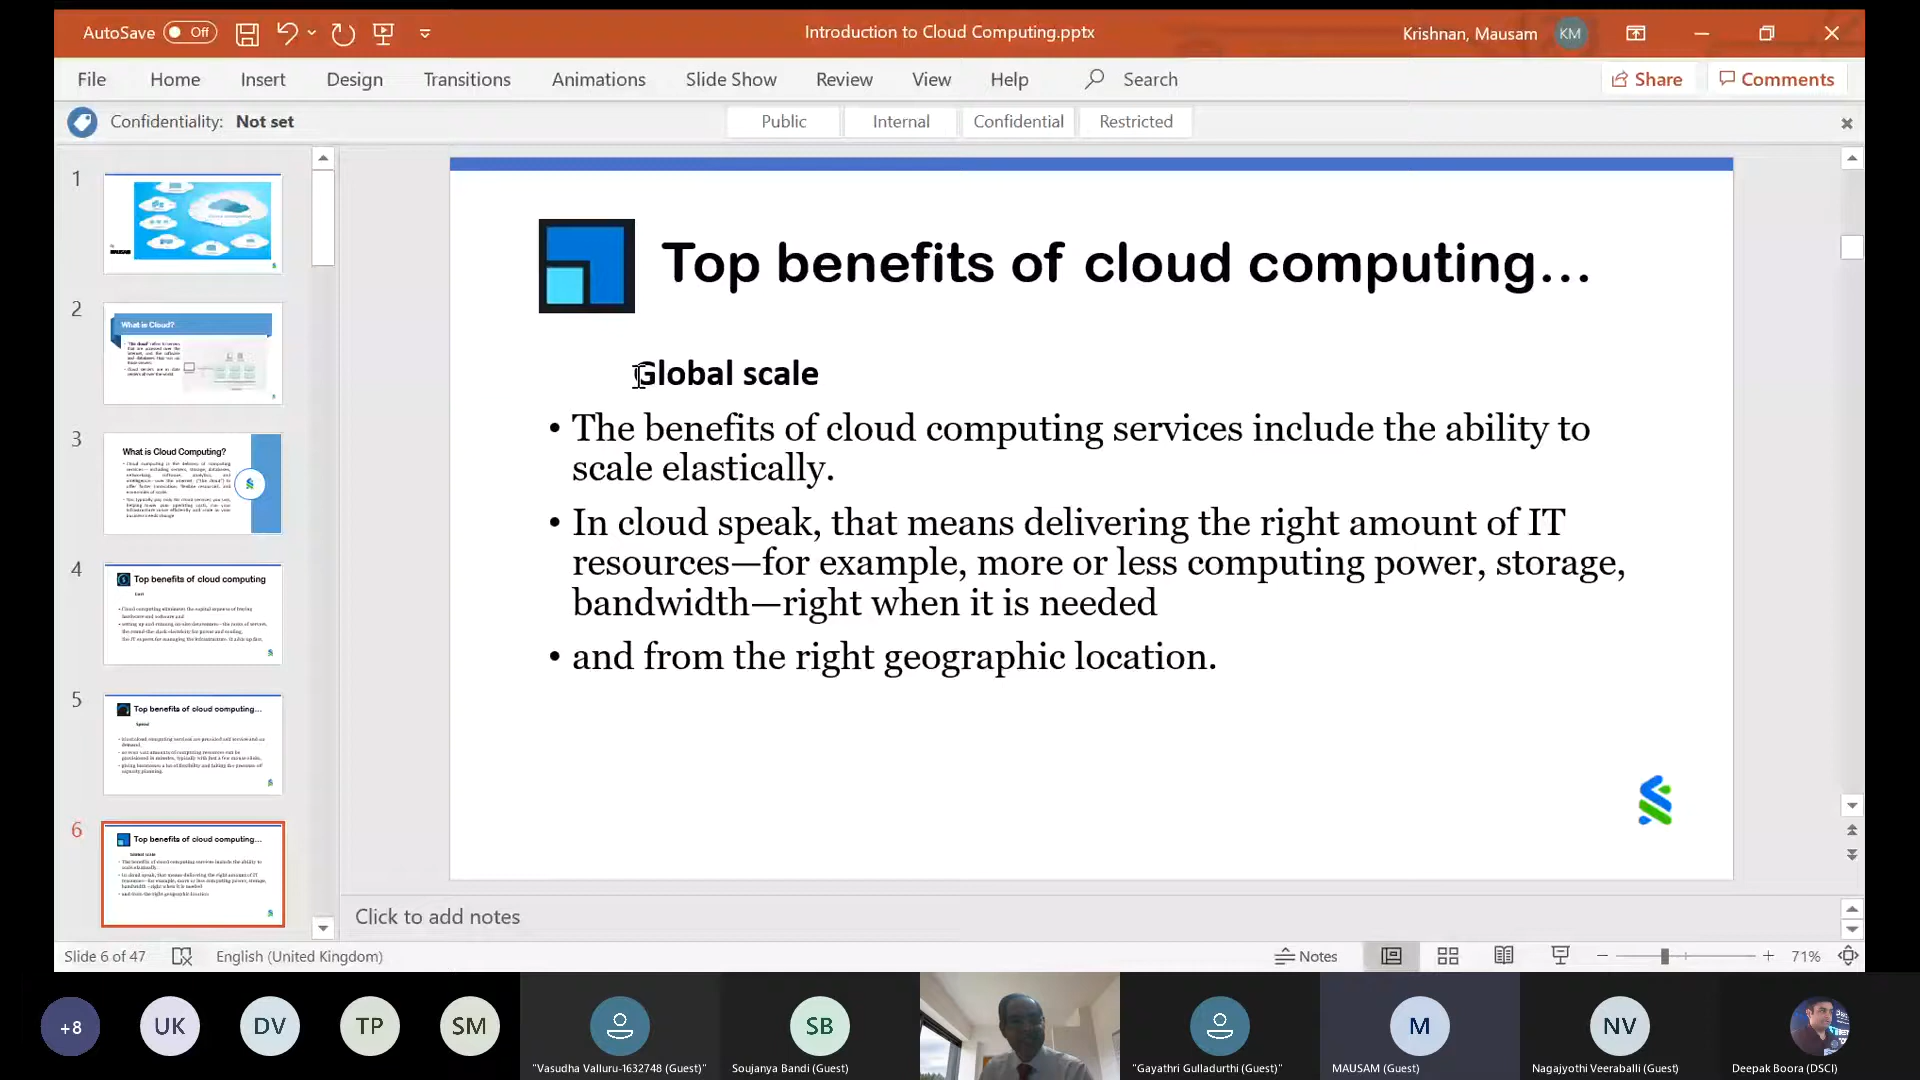 AutoSave Off
Introduction to Cloud Computing.pptx
Krishnan, Mausam KM
File Home Insert Design Transitions Animations Slide Show Review View Help Search Share Comments
Confidentiality: Not set
Public Internal Confidential Restricted
1
2
What is Cloud?
3
What is Cloud Computing?
4
Top benefits of cloud computing
Cost
5
Top benefits of cloud computing...
Speed
6
Top benefits of cloud computing...
Global scale
Top benefits of cloud computing...
Global scale
• The benefits of cloud computing services include the ability to
scale elastically.
• In cloud speak, that means delivering the right amount of IT
resources—for example, more or less computing power, storage,
bandwidth—right when it is needed
• and from the right geographic location.
Click to add notes
Slide 6 of 47 English (United Kingdom) Notes 71%
+8 UK DV TP SM SB M NV
"Vasudha Valluru-1632748 (Guest)" Soujanya Bandi (Guest) "Gayathri Gulladurthi (Guest)" MAUSAM (Guest) Nagajyothi Veeraballi (Guest) Deepak Boora (DSCI)